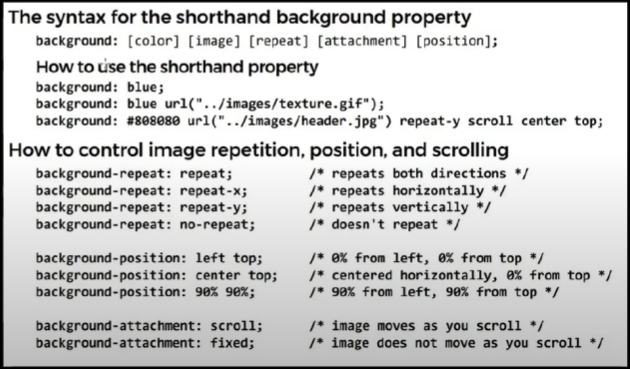 The syntax for the shorthand background property
background: [color] [image] [repeat] [attachment] [position];
How to use the shorthand property
background: blue;
background: blue url("../images/texture.gif");
background: #808080 url("../images/header.jpg") repeat-y scroll center top;
How to control image repetition, position, and scrolling
background-repeat: repeat; /* repeats both directions */
background-repeat: repeat-x; /* repeats horizontally */
background-repeat: repeat-y; /* repeats vertically */
background-repeat: no-repeat; /* doesn't repeat */
background-position: left top; /* 0% from left, 0% from top */
background-position: center top; /* centered horizontally, 0% from top */
background-position: 90% 90%; /* 90% from left, 90% from top */
background-attachment: scroll; /* image moves as you scroll */
background-attachment: fixed; /* image does not move as you scroll */